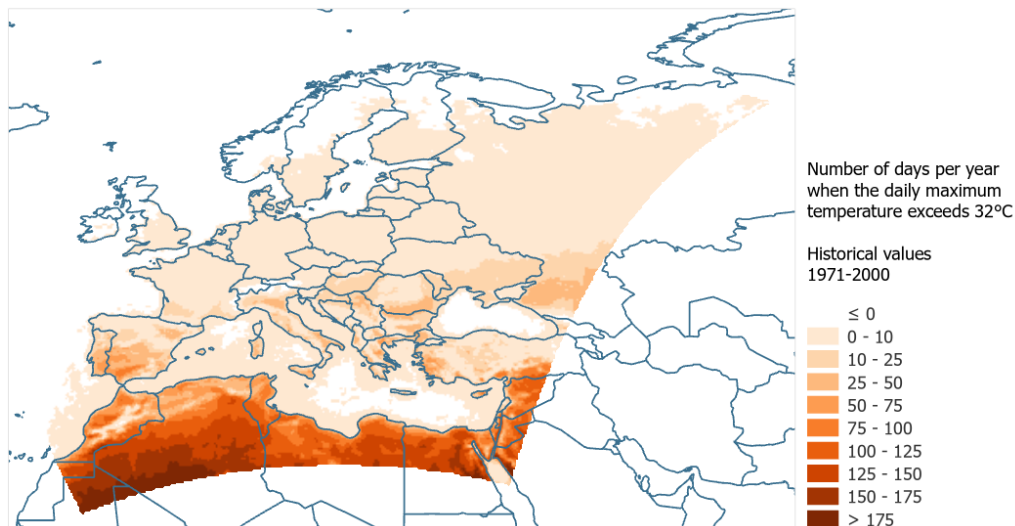 Number of days per year
when the daily maximum
temperature exceeds 32°C
Historical values
1971-2000
≤ 0
0 - 10
10 - 25
25 - 50
50 - 75
75 - 100
100 - 125
125 - 150
150 - 175
> 175